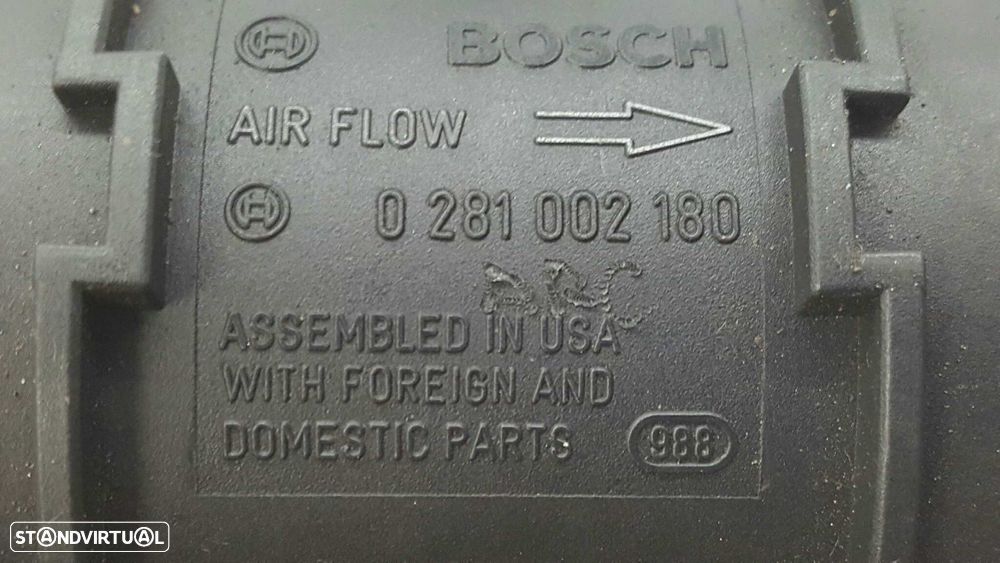 BOSCH
AIR FLOW
0 281 002 180
ASSEMBLED IN USA
WITH FOREIGN AND
DOMESTIC PARTS 988
STANDVIRTUAL